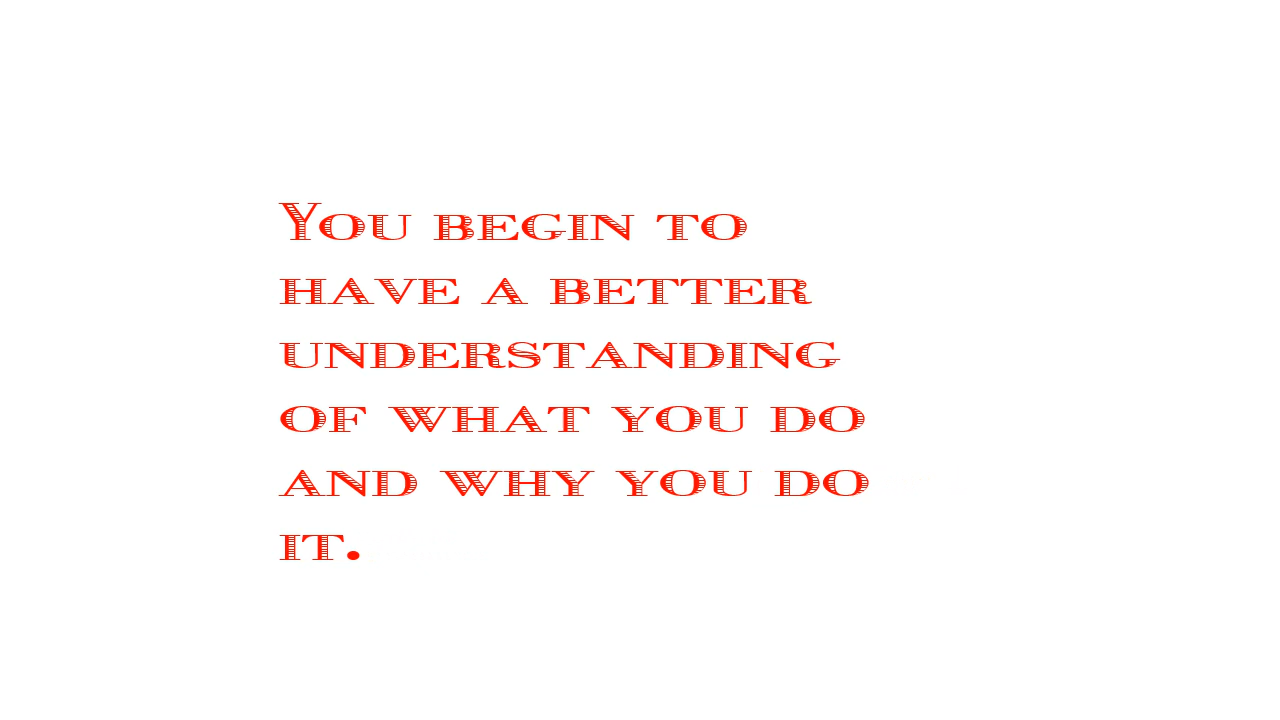 You begin to
have a better
understanding
of what you do
and why you do
it.